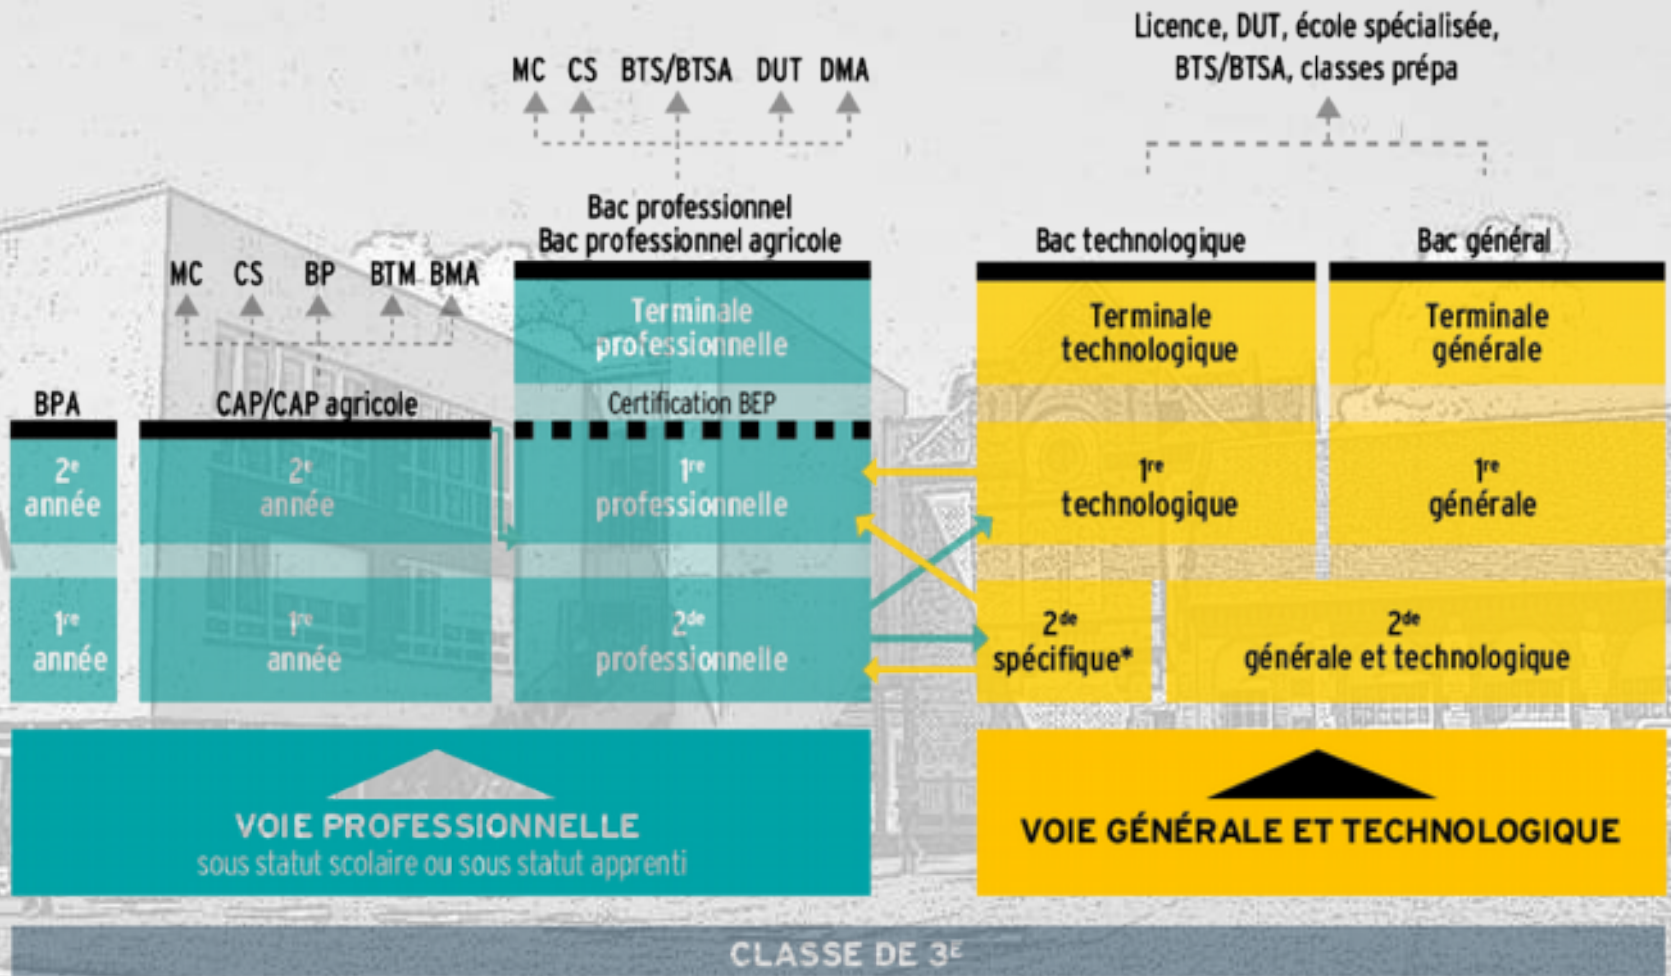 Licence, DUT, école spécialisée,
BTS/BTSA, classes prépa
MC CS BTS/BTSA DUT DMA
Bac professionnel
Bac professionnel agricole
Bac technologique
Bac général
MC CS BP BTM BMA
Terminale
professionnelle
Terminale
technologique
Terminale
générale
BPA
CAP/CAP agricole
Certification BEP
2e
année
2e
année
1re
professionnelle
1re
technologique
1re
générale
1re
année
1re
année
2de
professionnelle
2de
spécifique*
2de
générale et technologique
VOIE PROFESSIONNELLE
sous statut scolaire ou sous statut apprenti
VOIE GÉNÉRALE ET TECHNOLOGIQUE
CLASSE DE 3E